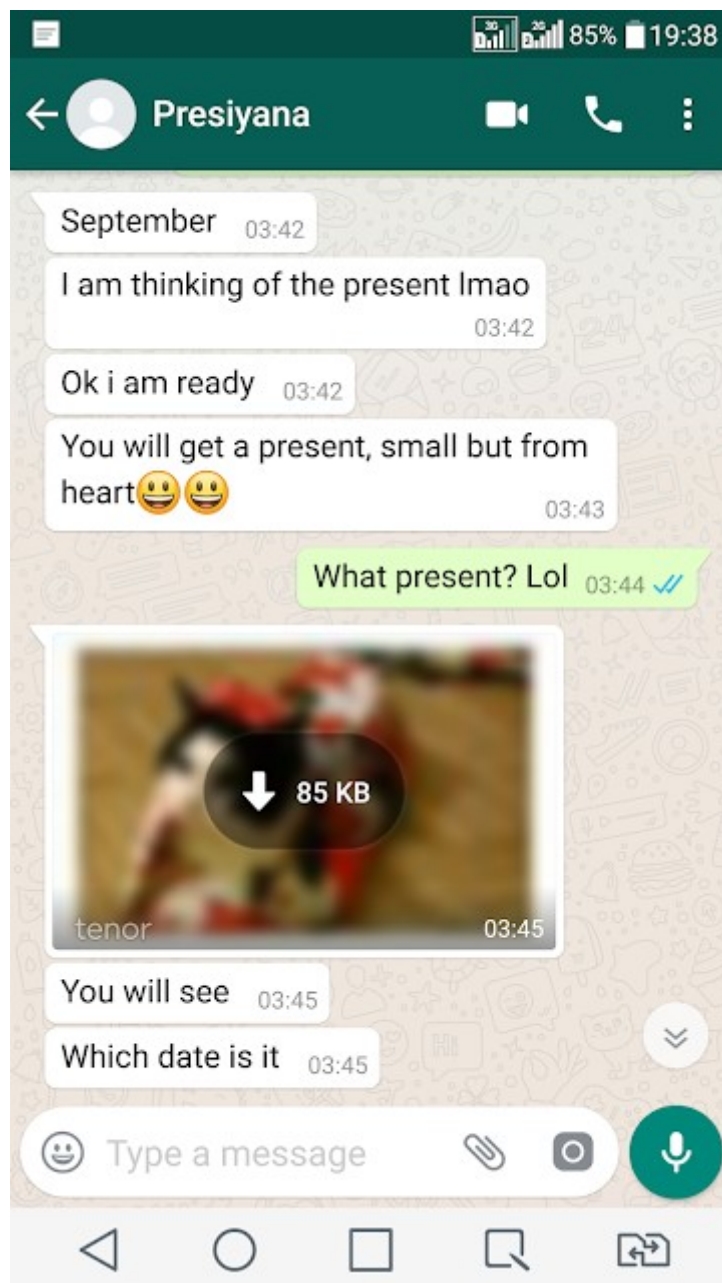 3G 2G 85% 19:38
Presiyana
September 03:42
I am thinking of the present lmao
03:42
Ok i am ready 03:42
You will get a present, small but from
heart😃😃 03:43
What present? Lol 03:44
85 KB
tenor 03:45
You will see 03:45
Which date is it 03:45
Type a message